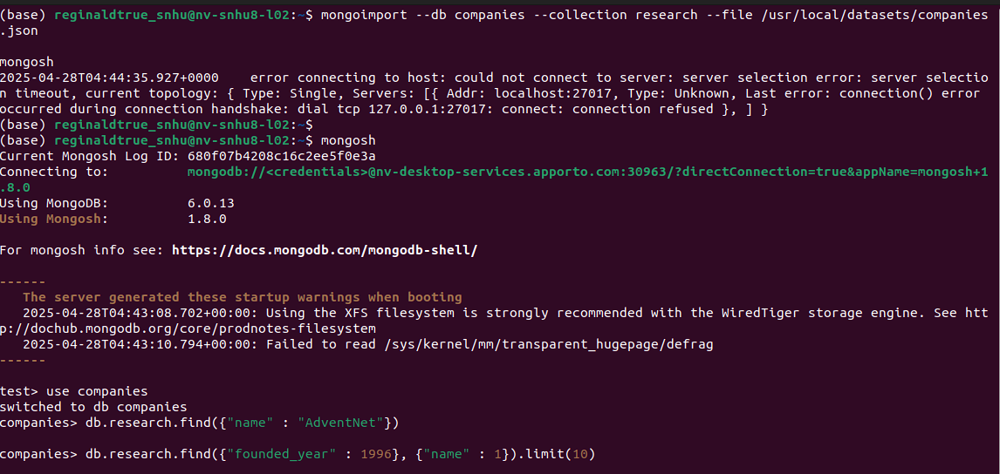 (base) reginaldtrue_snhu@nv-snhu8-l02:~$ mongoimport --db companies --collection research --file /usr/local/datasets/companies
.json
mongosh
2025-04-28T04:44:35.927+0000    error connecting to host: could not connect to server: server selection error: server selectio
n timeout, current topology: { Type: Single, Servers: [{ Addr: localhost:27017, Type: Unknown, Last error: connection() error
occurred during connection handshake: dial tcp 127.0.0.1:27017: connect: connection refused }, ] }
(base) reginaldtrue_snhu@nv-snhu8-l02:~$
(base) reginaldtrue_snhu@nv-snhu8-l02:~$ mongosh
Current Mongosh Log ID: 680f07b4208c16c2ee5f0e3a
Connecting to:          mongodb://<credentials>@nv-desktop-services.apporto.com:30963/?directConnection=true&appName=mongosh+1
.8.0
Using MongoDB:          6.0.13
Using Mongosh:          1.8.0
For mongosh info see: https://docs.mongodb.com/mongodb-shell/
------
   The server generated these startup warnings when booting
   2025-04-28T04:43:08.702+00:00: Using the XFS filesystem is strongly recommended with the WiredTiger storage engine. See htt
p://dochub.mongodb.org/core/prodnotes-filesystem
   2025-04-28T04:43:10.794+00:00: Failed to read /sys/kernel/mm/transparent_hugepage/defrag
------
test> use companies
switched to db companies
companies> db.research.find({"name" : "AdventNet"})
companies> db.research.find({"founded_year" : 1996}, {"name" : 1}).limit(10)